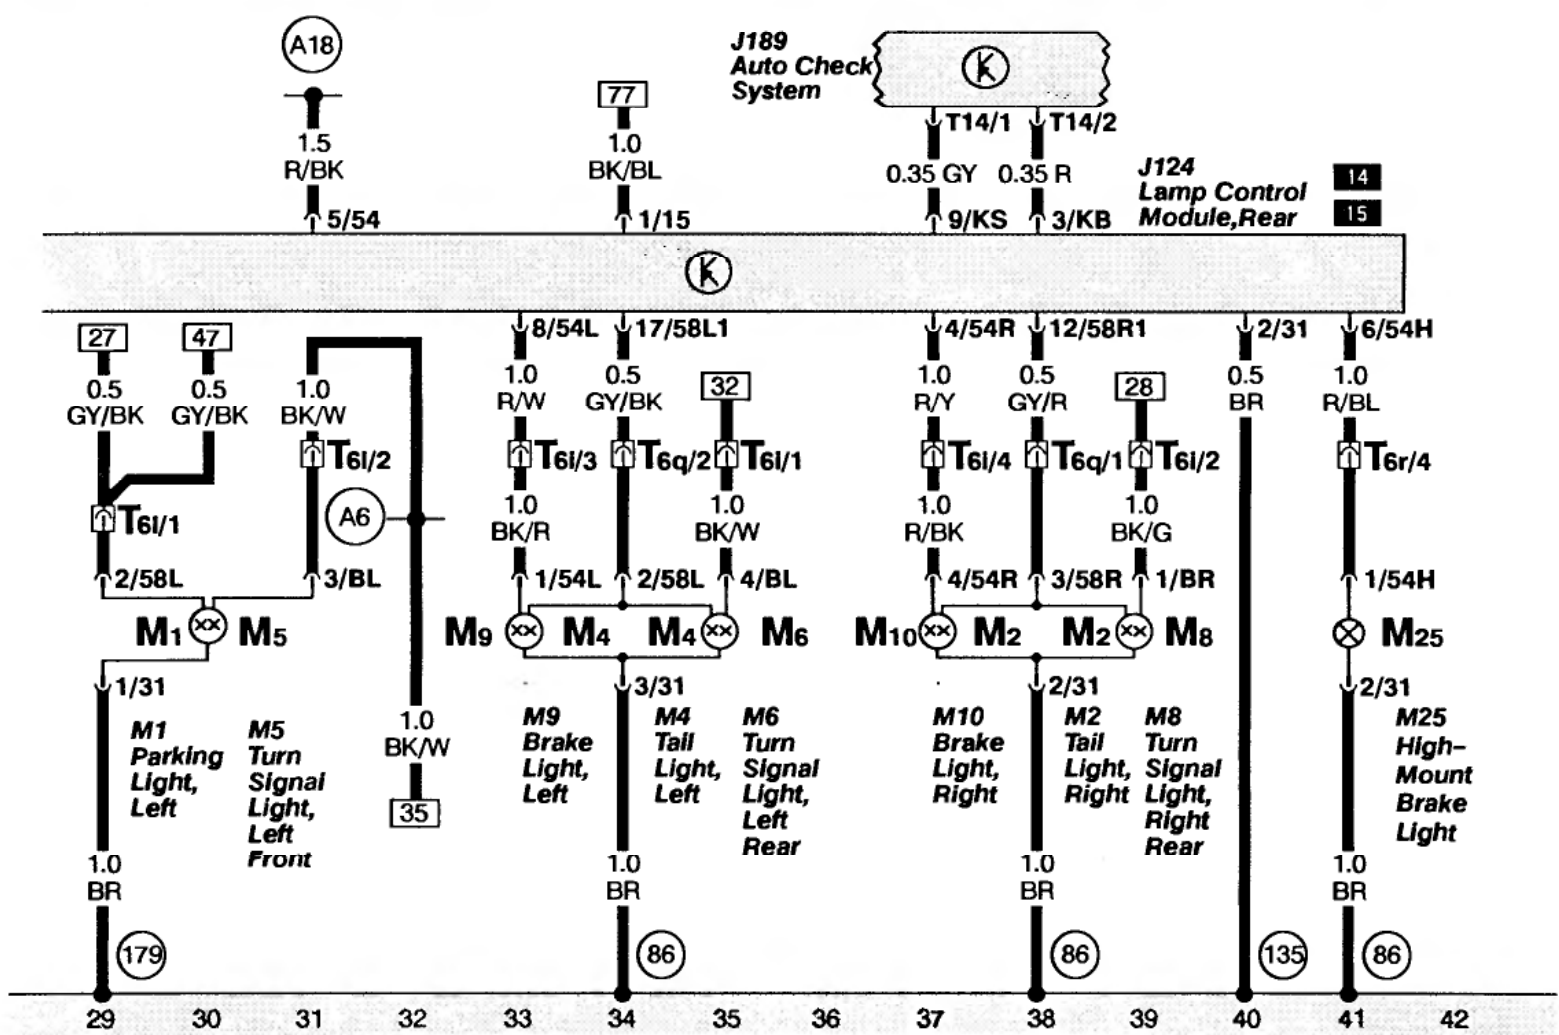 A18
J189
Auto Check
System
77
T14/1
T14/2
1.5
R/BK
1.0
BK/BL
0.35 GY
0.35 R
J124
Lamp Control
Module,Rear
14
15
5/54
1/15
9/KS
3/KB
27
47
8/54L
17/58L1
4/54R
12/58R1
2/31
6/54H
0.5
GY/BK
0.5
GY/BK
1.0
BK/W
1.0
R/W
0.5
GY/BK
32
1.0
R/Y
0.5
GY/R
28
0.5
BR
1.0
R/BL
T6i/2
T6i/3
T6q/2
T6i/1
T6i/4
T6q/1
T6i/2
T6r/4
T6i/1
A6
1.0
BK/R
1.0
BK/W
1.0
R/BK
1.0
BK/G
2/58L
3/BL
1/54L
2/58L
4/BL
4/54R
3/58R
1/BR
1/54H
M1
M5
M9
M4
M4
M6
M10
M2
M2
M8
M25
1/31
3/31
2/31
2/31
M1
Parking
Light,
Left
M5
Turn
Signal
Light,
Left
Front
1.0
BK/W
35
M9
Brake
Light,
Left
M4
Tail
Light,
Left
M6
Turn
Signal
Light,
Left
Rear
M10
Brake
Light,
Right
M2
Tail
Light,
Right
M8
Turn
Signal
Light,
Right
Rear
M25
High-
Mount
Brake
Light
1.0
BR
1.0
BR
1.0
BR
1.0
BR
179
86
86
135
86
29 30 31 32 33 34 35 36 37 38 39 40 41 42